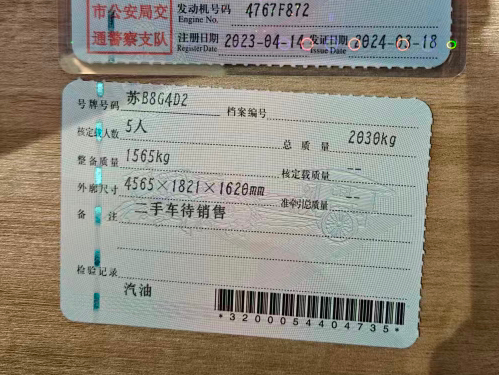 市公安局交
通警察支队
发动机号码 4767F872
Engine No.
注册日期 2023-04-14 发证日期 2024-03-18
Register Date Issue Date
号牌号码 苏B8G4D2 档案编号
核定载人数 5人 总质量 2030kg
整备质量 1565kg 核定载质量 --
外廓尺寸 4565×1821×1620mm 准牵引总质量 --
备注 二手车待销售
检验记录
汽油
*3200054404735*